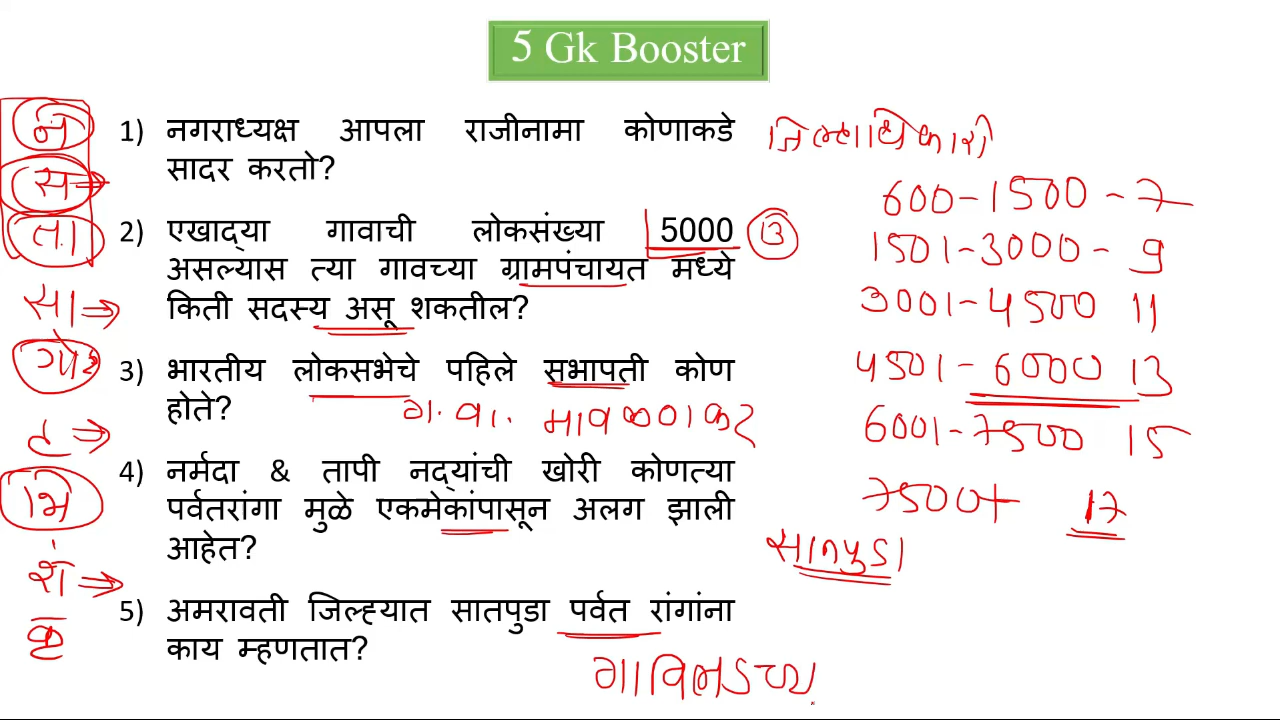 5 Gk Booster
1) नगराध्यक्ष आपला राजीनामा कोणाकडे
सादर करतो?
जिल्हाधिकारी
2) एखाद्या गावाची लोकसंख्या 5000
असल्यास त्या गावच्या ग्रामपंचायत मध्ये
किती सदस्य असू शकतील?
13
600-1500-7
1501-3000-9
3001-4500 11
4501-6000 13
6001-7500 15
7500+ 17
3) भारतीय लोकसभेचे पहिले सभापती कोण
होते?
ग. वा. मावळणकर
4) नर्मदा & तापी नद्यांची खोरी कोणत्या
पर्वतरांगा मुळे एकमेकांपासून अलग झाली
आहेत?
सातपुडा
5) अमरावती जिल्ह्यात सातपुडा पर्वत रांगांना
काय म्हणतात?
न
स
ता
सा